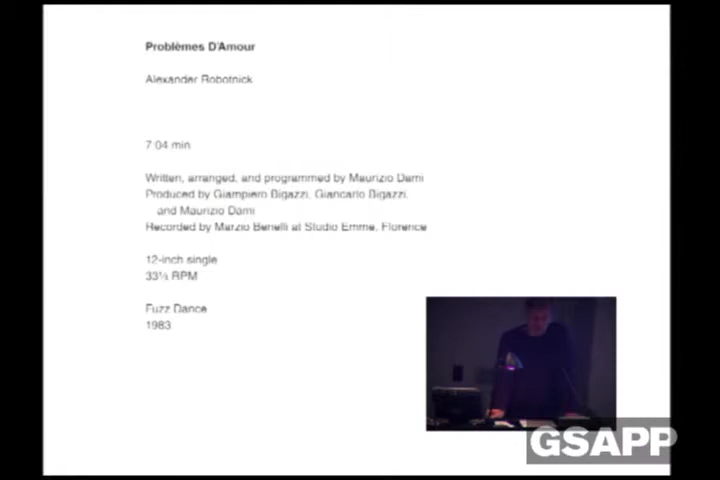 Problèmes D'Amour
Alexander Robotnick
7:04 min
Written, arranged, and programmed by Maurizio Dami
Produced by Giampiero Bigazzi, Giancarlo Bigazzi,
and Maurizio Dami
Recorded by Marzio Benelli at Studio Emme, Florence
12-inch single
33⅓ RPM
Fuzz Dance
1983
GSAPP